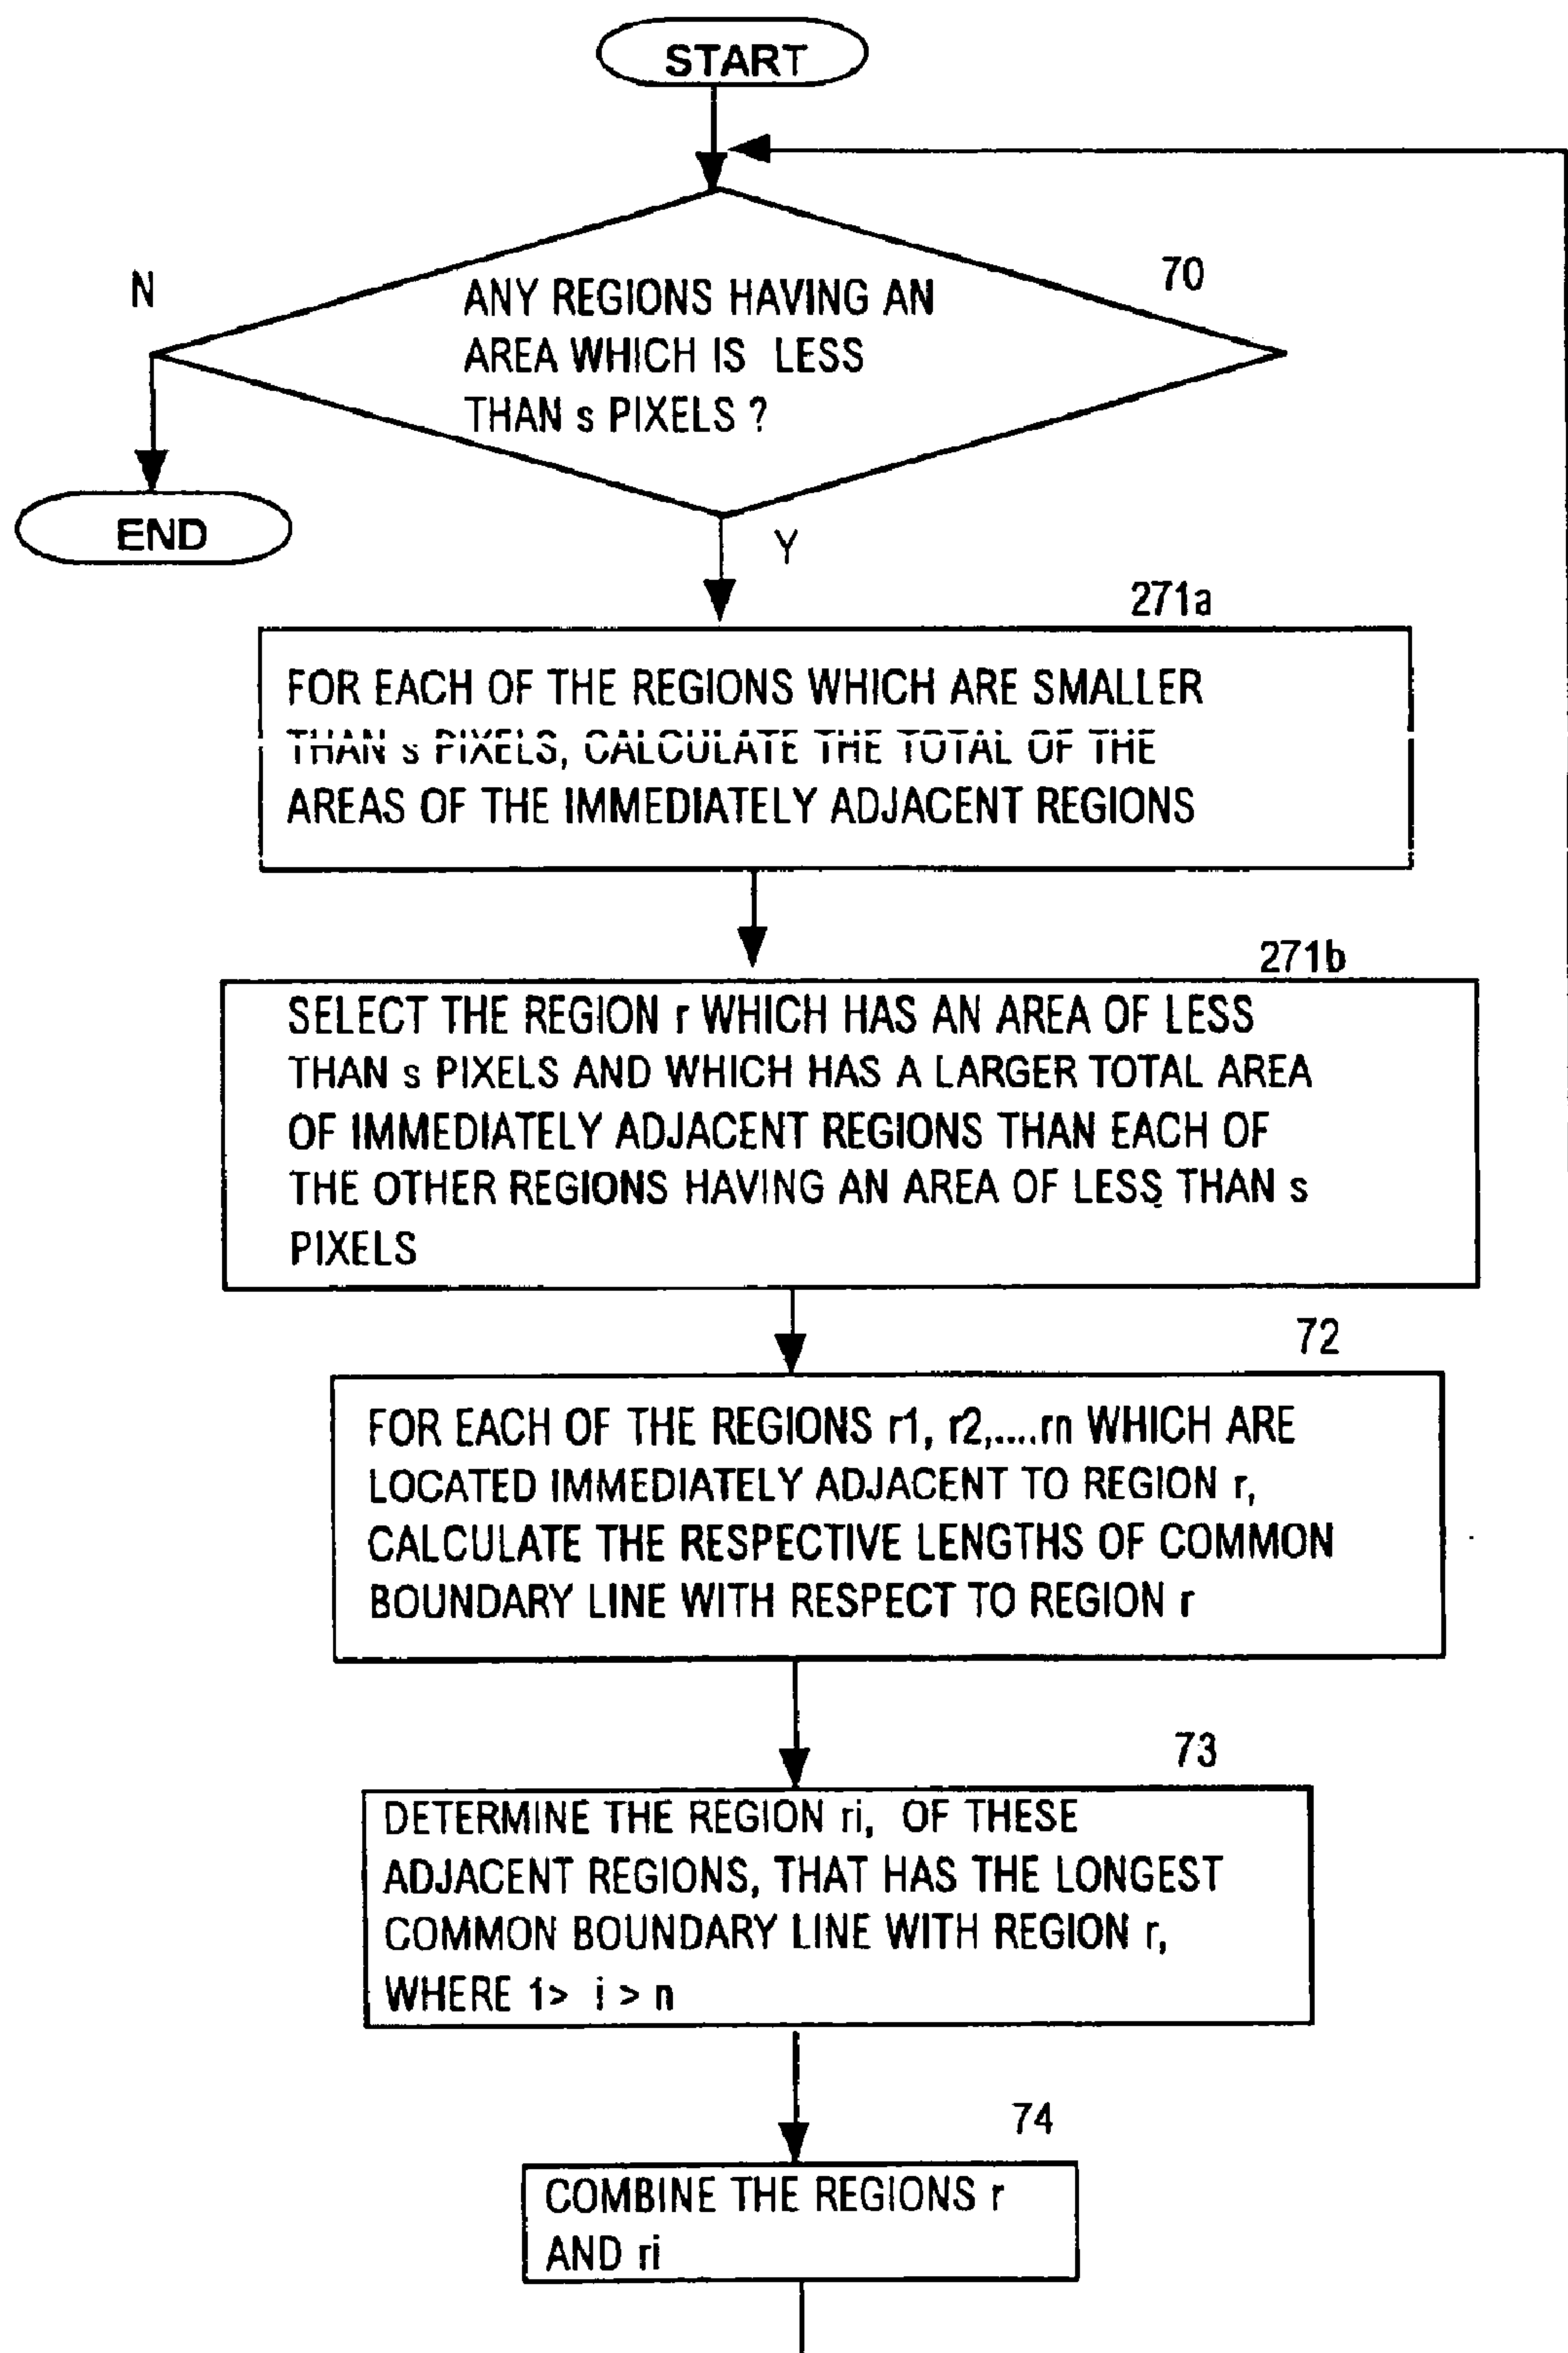 START
N
70
ANY REGIONS HAVING AN
AREA WHICH IS LESS
THAN s PIXELS ?
END
Y
271a
FOR EACH OF THE REGIONS WHICH ARE SMALLER
THAN s PIXELS, CALCULATE THE TOTAL OF THE
AREAS OF THE IMMEDIATELY ADJACENT REGIONS
271b
SELECT THE REGION r WHICH HAS AN AREA OF LESS
THAN s PIXELS AND WHICH HAS A LARGER TOTAL AREA
OF IMMEDIATELY ADJACENT REGIONS THAN EACH OF
THE OTHER REGIONS HAVING AN AREA OF LESS THAN s
PIXELS
72
FOR EACH OF THE REGIONS r1, r2,....rn WHICH ARE
LOCATED IMMEDIATELY ADJACENT TO REGION r,
CALCULATE THE RESPECTIVE LENGTHS OF COMMON
BOUNDARY LINE WITH RESPECT TO REGION r
73
DETERMINE THE REGION ri, OF THESE
ADJACENT REGIONS, THAT HAS THE LONGEST
COMMON BOUNDARY LINE WITH REGION r,
WHERE 1> i > n
74
COMBINE THE REGIONS r
AND ri